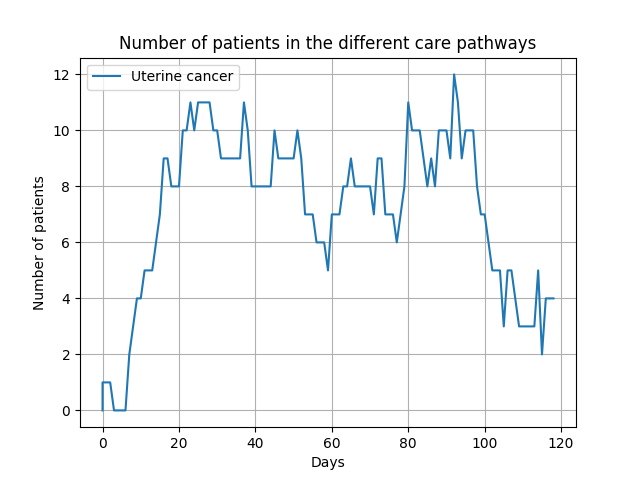 Number of patients in the different care pathways
Uterine cancer
12
10
8
6
4
2
0
Number of patients
0 20 40 60 80 100 120
Days